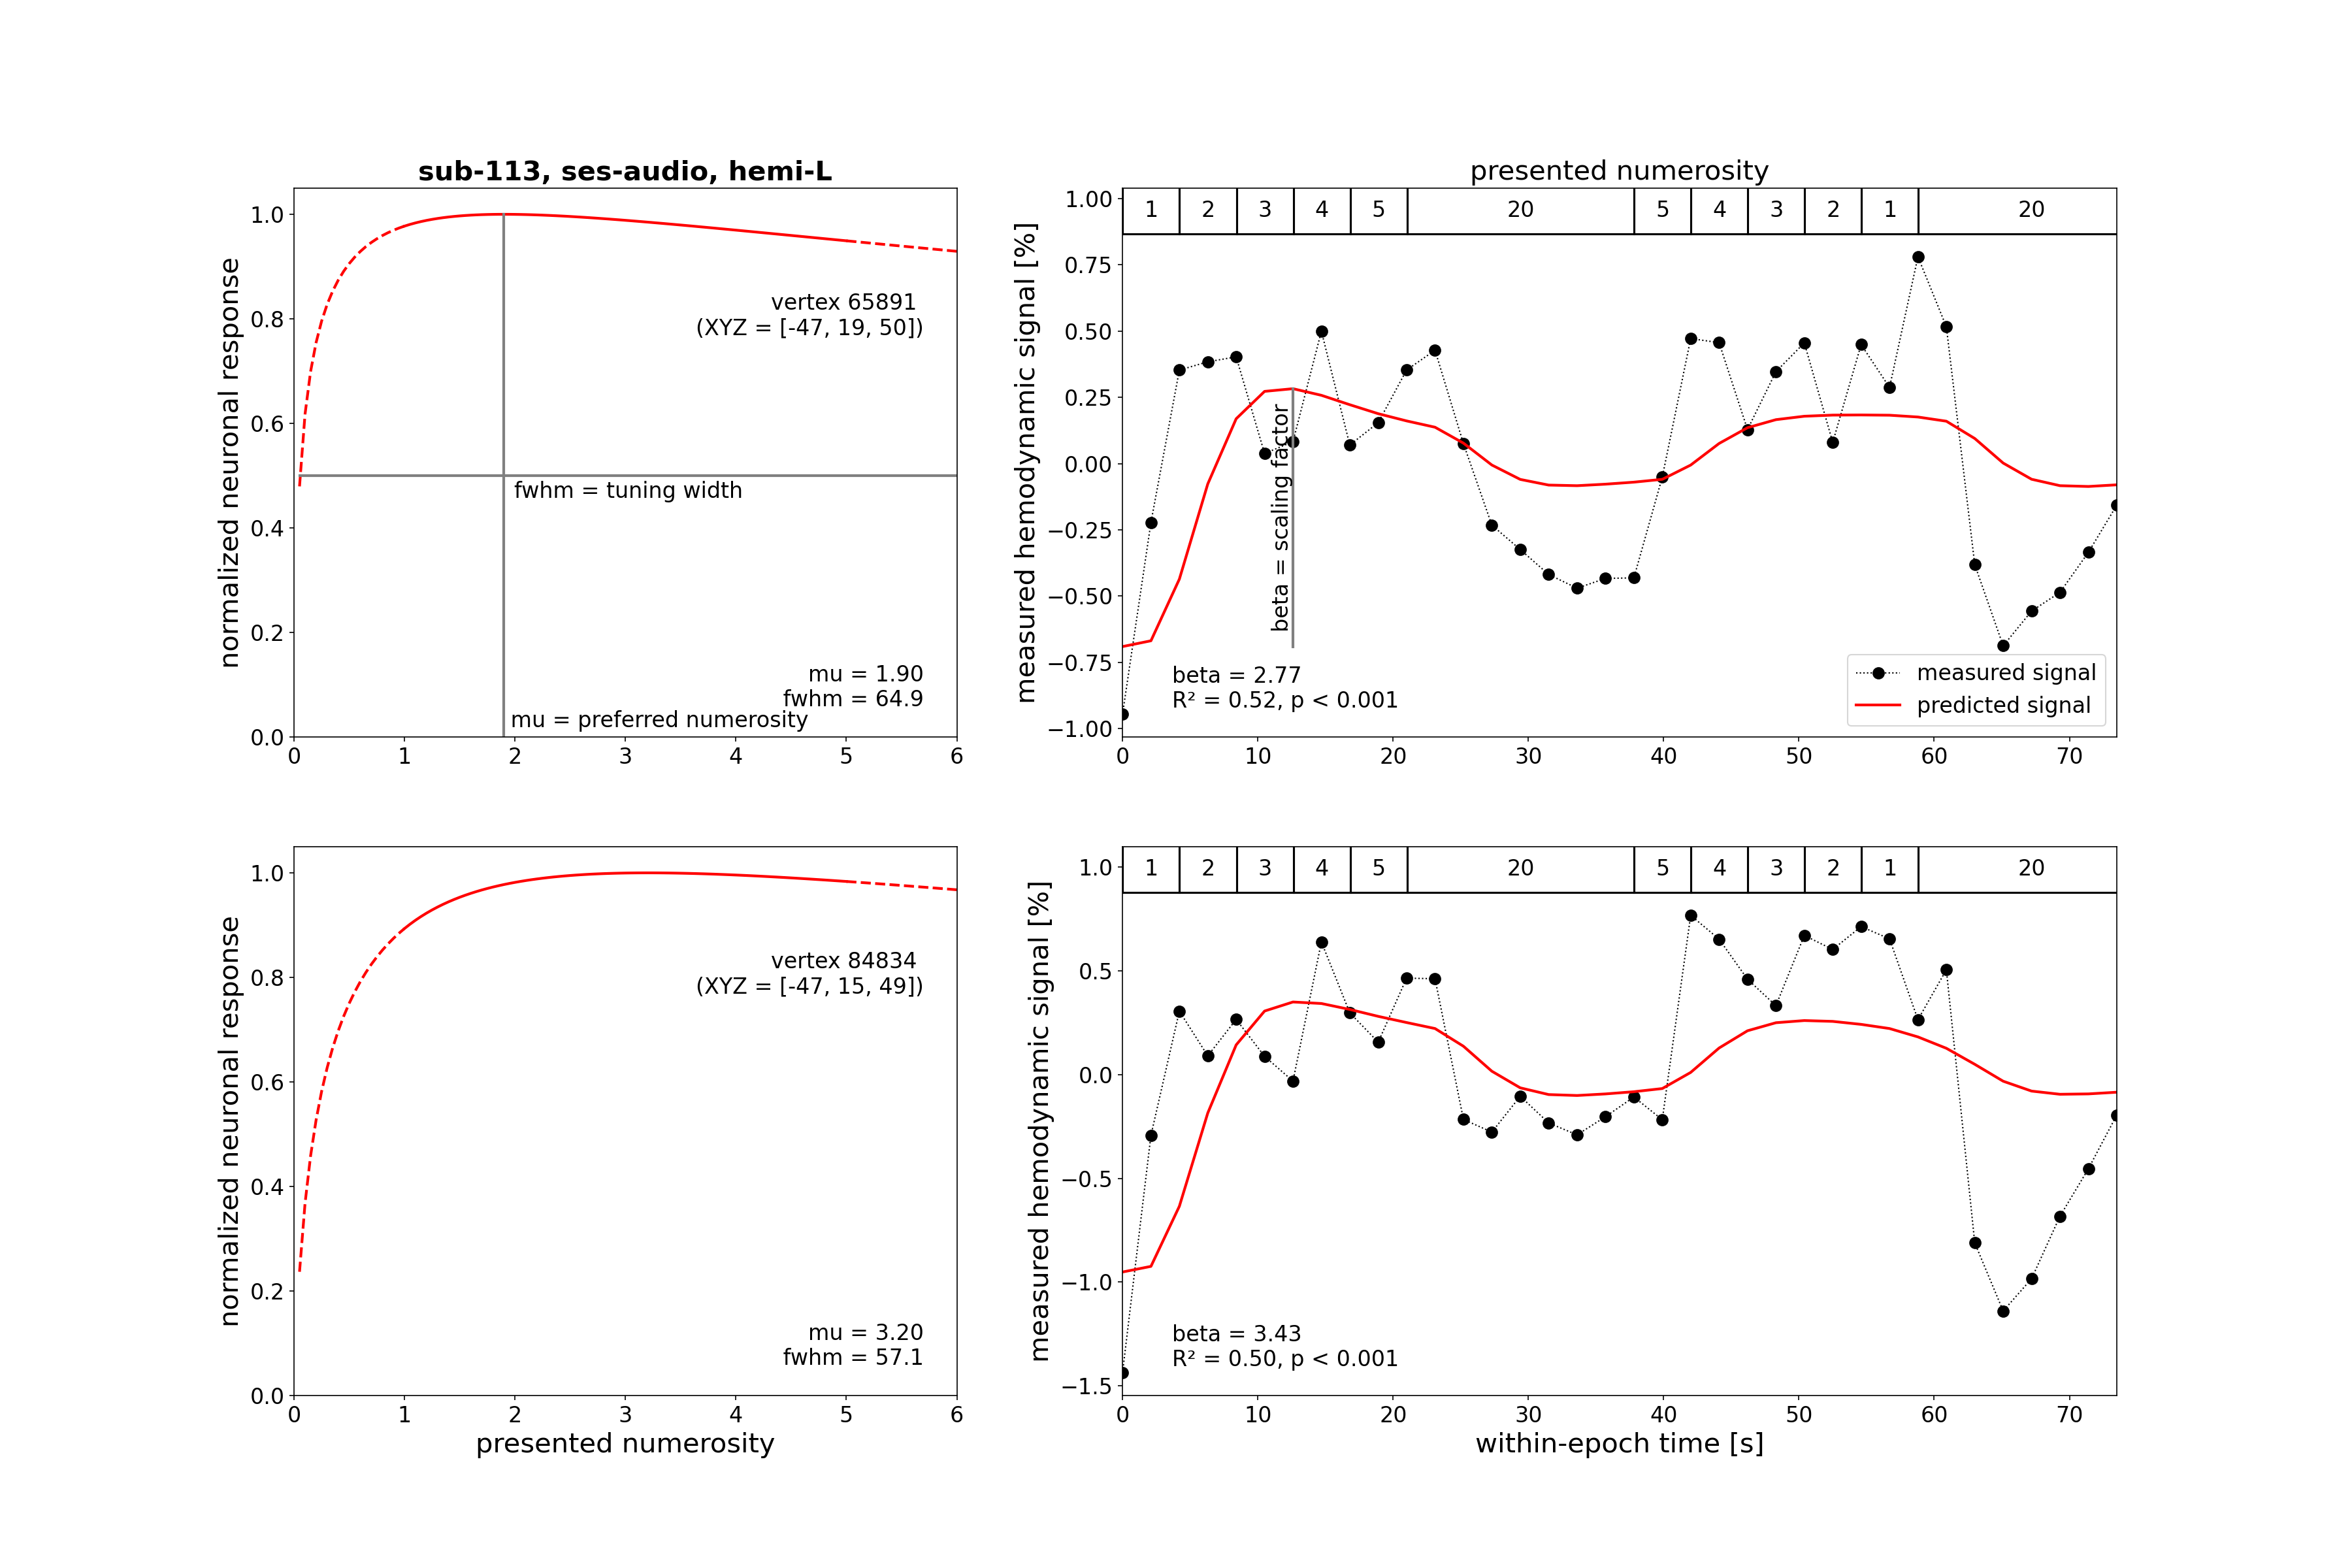 sub-113, ses-audio, hemi-L
normalized neuronal response
1.0
0.8
0.6
0.4
0.2
0.0
0 1 2 3 4 5 6
vertex 65891
(XYZ = [-47, 19, 50])
fwhm = tuning width
mu = 1.90
fwhm = 64.9
mu = preferred numerosity
presented numerosity
measured hemodynamic signal [%]
1.00
0.75
0.50
0.25
0.00
−0.25
−0.50
−0.75
−1.00
1 2 3 4 5 20 5 4 3 2 1 20
beta = scaling factor
beta = 2.77
R² = 0.52, p < 0.001
measured signal
predicted signal
0 10 20 30 40 50 60 70
normalized neuronal response
1.0
0.8
0.6
0.4
0.2
0.0
vertex 84834
(XYZ = [-47, 15, 49])
mu = 3.20
fwhm = 57.1
0 1 2 3 4 5 6
presented numerosity
measured hemodynamic signal [%]
1.0
0.5
0.0
−0.5
−1.0
−1.5
1 2 3 4 5 20 5 4 3 2 1 20
beta = 3.43
R² = 0.50, p < 0.001
0 10 20 30 40 50 60 70
within-epoch time [s]